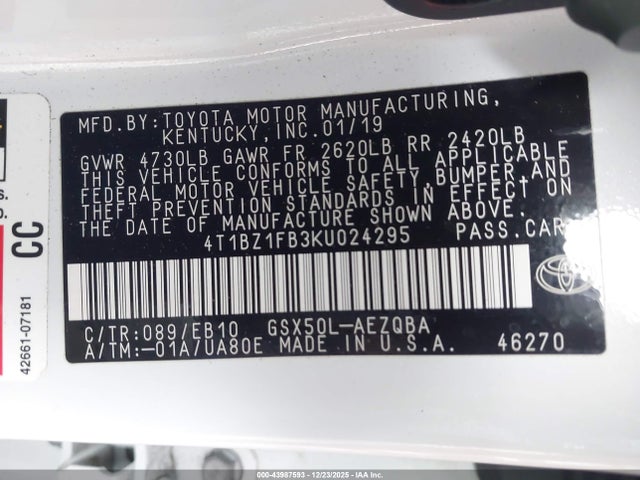 MFD.BY:TOYOTA MOTOR MANUFACTURING,
KENTUCKY, INC. 01/19
GVWR 4730LB GAWR FR 2620LB RR 2420LB
THIS VEHICLE CONFORMS TO ALL APPLICABLE
FEDERAL MOTOR VEHICLE SAFETY,BUMPER,AND
THEFT PREVENTION STANDARDS IN EFFECT ON
THE DATE OF MANUFACTURE SHOWN ABOVE.
4T1BZ1FB3KU024295 PASS.CAR
TOYOTA
C/TR:089/EB10 GSX50L-AEZQBA
A/TM:-01A/UA80E MADE IN U.S.A. 46270
s.
p.
CC
42661-07181
000-43987593 - 12/23/2025 - Copyright © IAA, Inc.